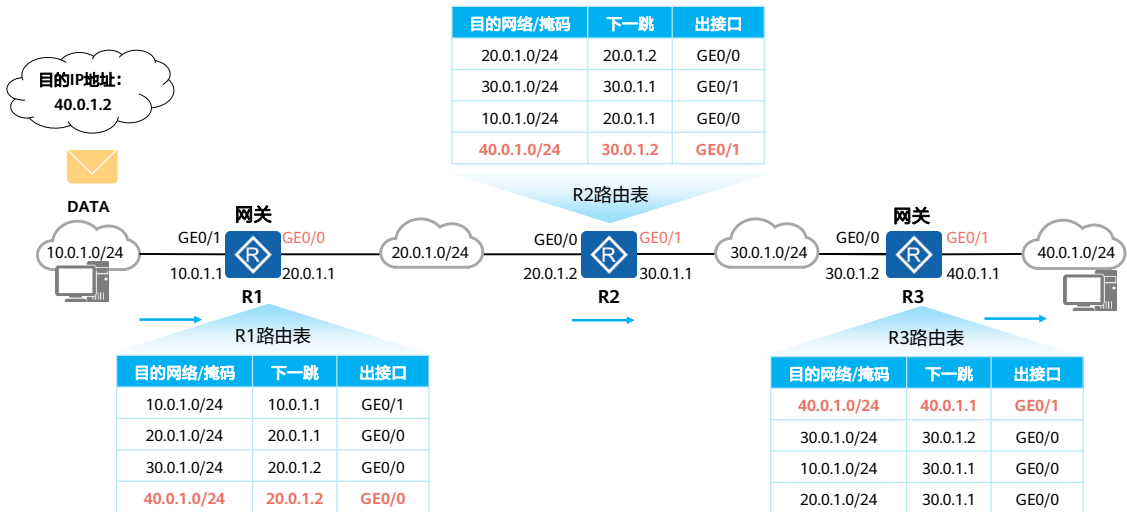 目的网络/掩码 下一跳 出接口
20.0.1.0/24 20.0.1.2 GE0/0
30.0.1.0/24 30.0.1.1 GE0/1
10.0.1.0/24 20.0.1.1 GE0/0
40.0.1.0/24 30.0.1.2 GE0/1
R2路由表
目的IP地址：
40.0.1.2
DATA
10.0.1.0/24
网关
GE0/1 GE0/0
R
10.0.1.1 20.0.1.1
R1
20.0.1.0/24
GE0/0 GE0/1
R
20.0.1.2 30.0.1.1
R2
30.0.1.0/24
网关
GE0/0 GE0/1
R
30.0.1.2 40.0.1.1
R3
40.0.1.0/24
R1路由表
目的网络/掩码 下一跳 出接口
10.0.1.0/24 10.0.1.1 GE0/1
20.0.1.0/24 20.0.1.1 GE0/0
30.0.1.0/24 20.0.1.2 GE0/0
40.0.1.0/24 20.0.1.2 GE0/0
R3路由表
目的网络/掩码 下一跳 出接口
40.0.1.0/24 40.0.1.1 GE0/1
30.0.1.0/24 30.0.1.2 GE0/0
10.0.1.0/24 30.0.1.1 GE0/0
20.0.1.0/24 30.0.1.1 GE0/0